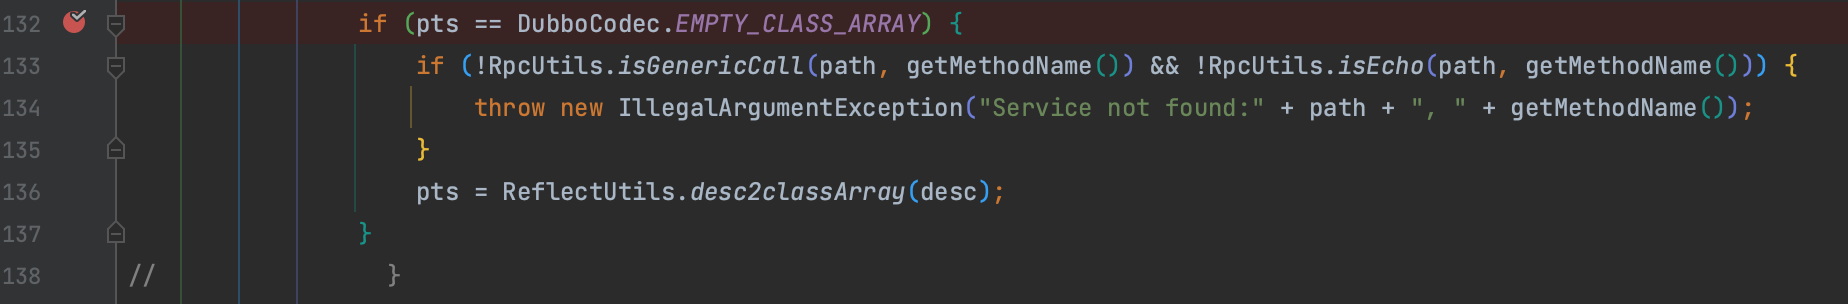 132 if (pts == DubboCodec.EMPTY_CLASS_ARRAY) {
133 if (!RpcUtils.isGenericCall(path, getMethodName()) && !RpcUtils.isEcho(path, getMethodName())) {
134 throw new IllegalArgumentException("Service not found:" + path + ", " + getMethodName());
135 }
136 pts = ReflectUtils.desc2classArray(desc);
137 }
138 // }